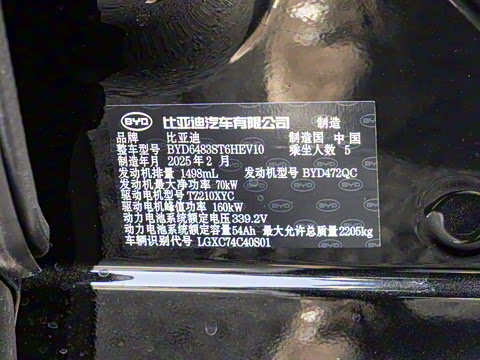 BYD 比亚迪汽车有限公司 制造
品牌 比亚迪 制造国 中 国
整车型号 BYD6483ST6HEV10 乘坐人数 5
制造年月 2025 年 2 月
发动机排量 1498mL 发动机型号 BYD472QC
发动机最大净功率 70kW
驱动电机型号 TZ210XYC
驱动电机峰值功率 160kW
动力电池系统额定电压 339.2V
动力电池系统额定容量 54Ah 最大允许总质量 2205kg
车辆识别代号 LGXC74C40S01